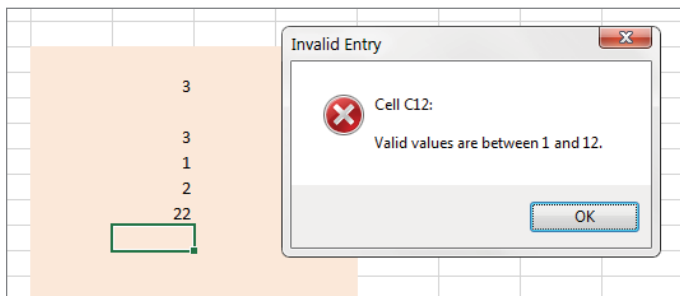 Invalid Entry
3
Cell C12:
3
Valid values are between 1 and 12.
1
2
22
OK